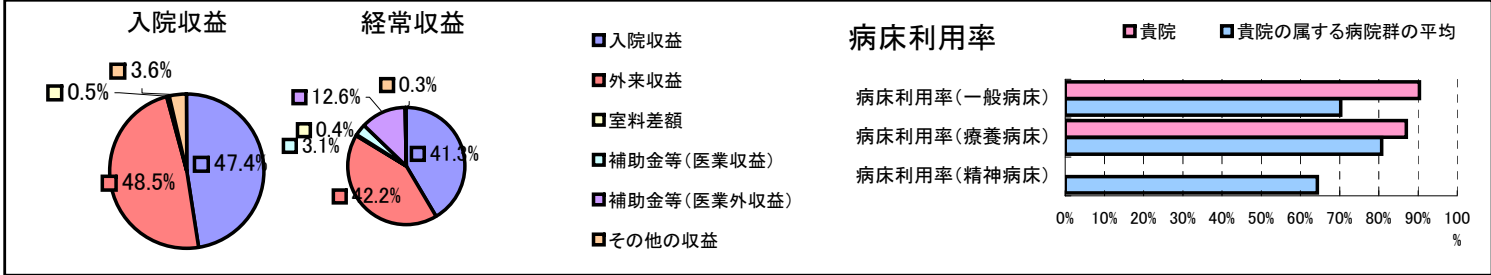 入院収益
3.6%
0.5%
48.5%
47.4%
経常収益
0.3%
12.6%
0.4%
3.1%
41.3%
42.2%
入院収益
外来収益
室料差額
補助金等(医業収益)
補助金等(医業外収益)
その他の収益
病床利用率
貴院 貴院の属する病院群の平均
病床利用率(一般病床)
病床利用率(療養病床)
病床利用率(精神病床)
0% 10% 20% 30% 40% 50% 60% 70% 80% 90% 100
%